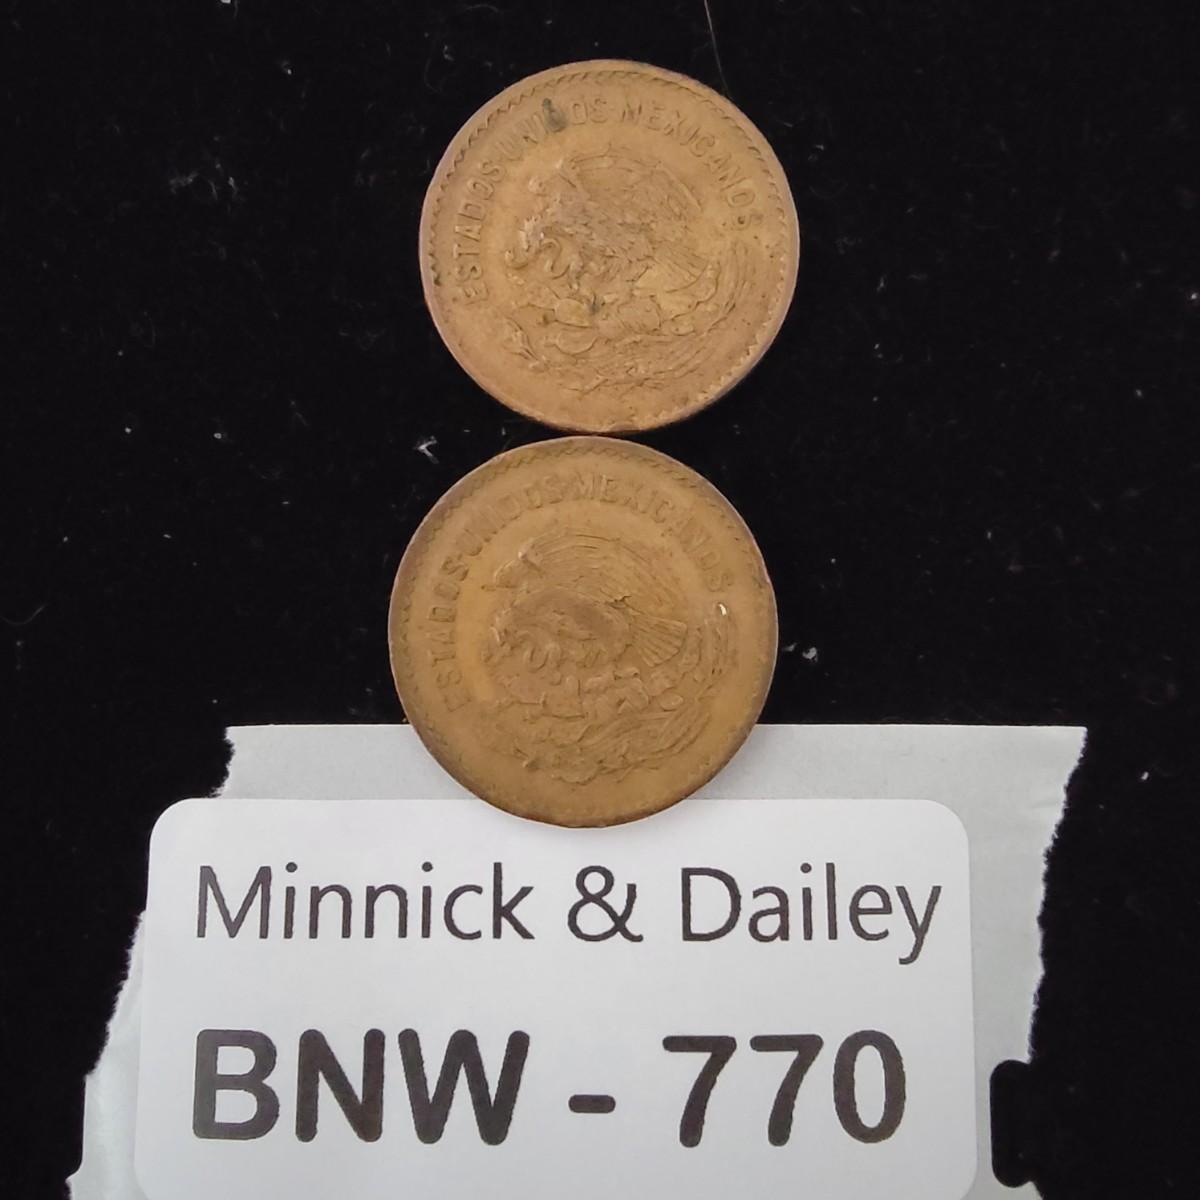 ESTADOS UNIDOS MEXICANOS
ESTADOS UNIDOS MEXICANOS
Minnick & Dailey
BNW - 770